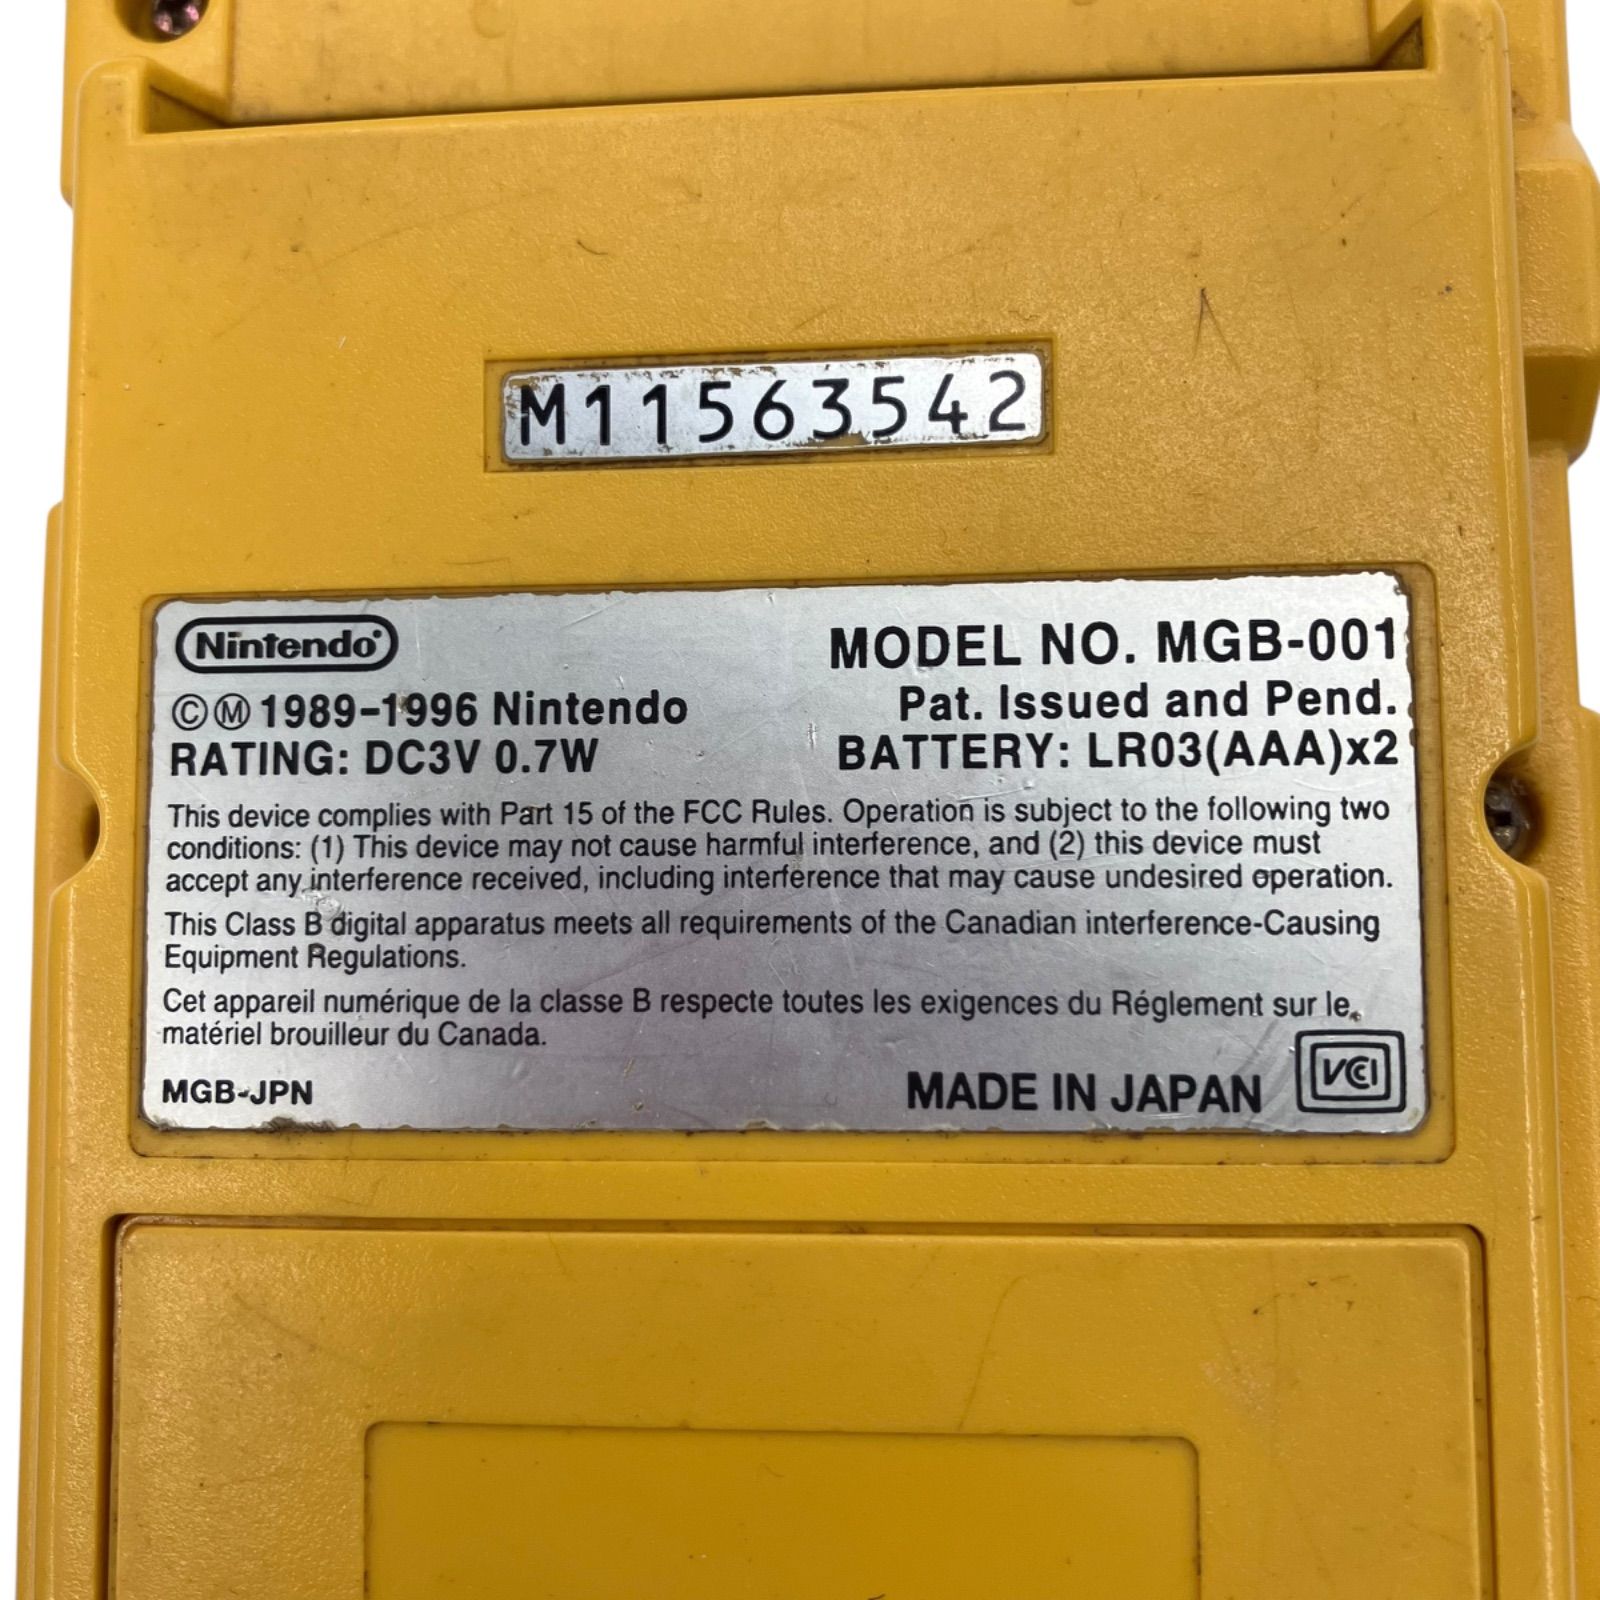 M11563542
Nintendo®
MODEL NO. MGB-001
©Ⓜ 1989-1996 Nintendo
Pat. Issued and Pend.
RATING: DC3V 0.7W
BATTERY: LR03(AAA)x2
This device complies with Part 15 of the FCC Rules. Operation is subject to the following two
conditions: (1) This device may not cause harmful interference, and (2) this device must
accept any interference received, including interference that may cause undesired operation.
This Class B digital apparatus meets all requirements of the Canadian interference-Causing
Equipment Regulations.
Cet appareil numérique de la classe B respecte toutes les exigences du Réglement sur le
matériel brouilleur du Canada.
MGB-JPN
MADE IN JAPAN
VCCI